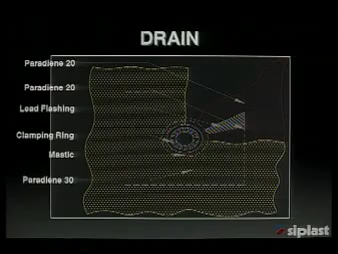 DRAIN
Paradiene 20
Paradiene 20
Lead Flashing
Clamping Ring
Mastic
Paradiene 30
siplast